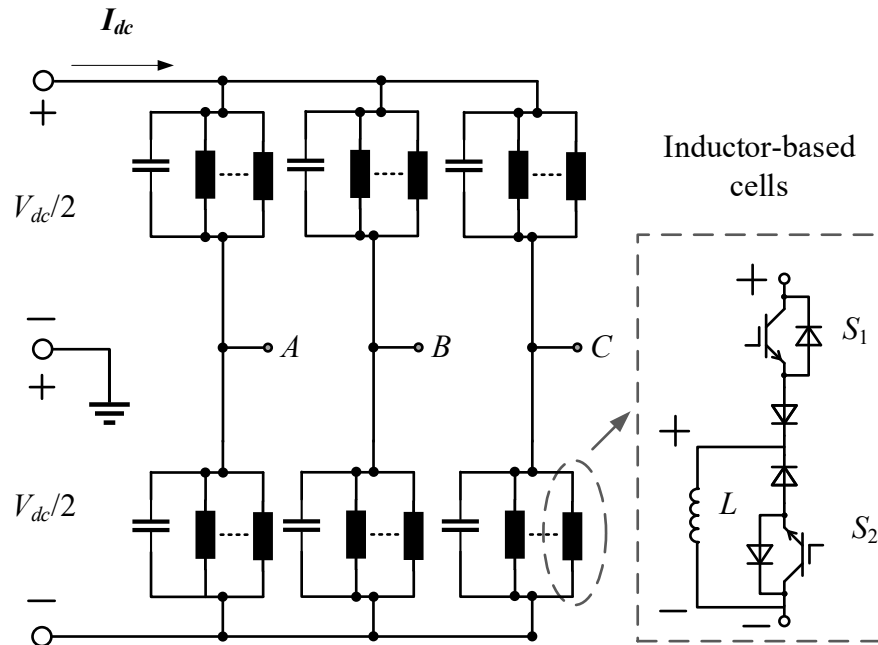 I_dc
+
V_dc/2
−
+
V_dc/2
−
A
B
C
Inductor-based
cells
+
S_1
+
L
S_2
−
−